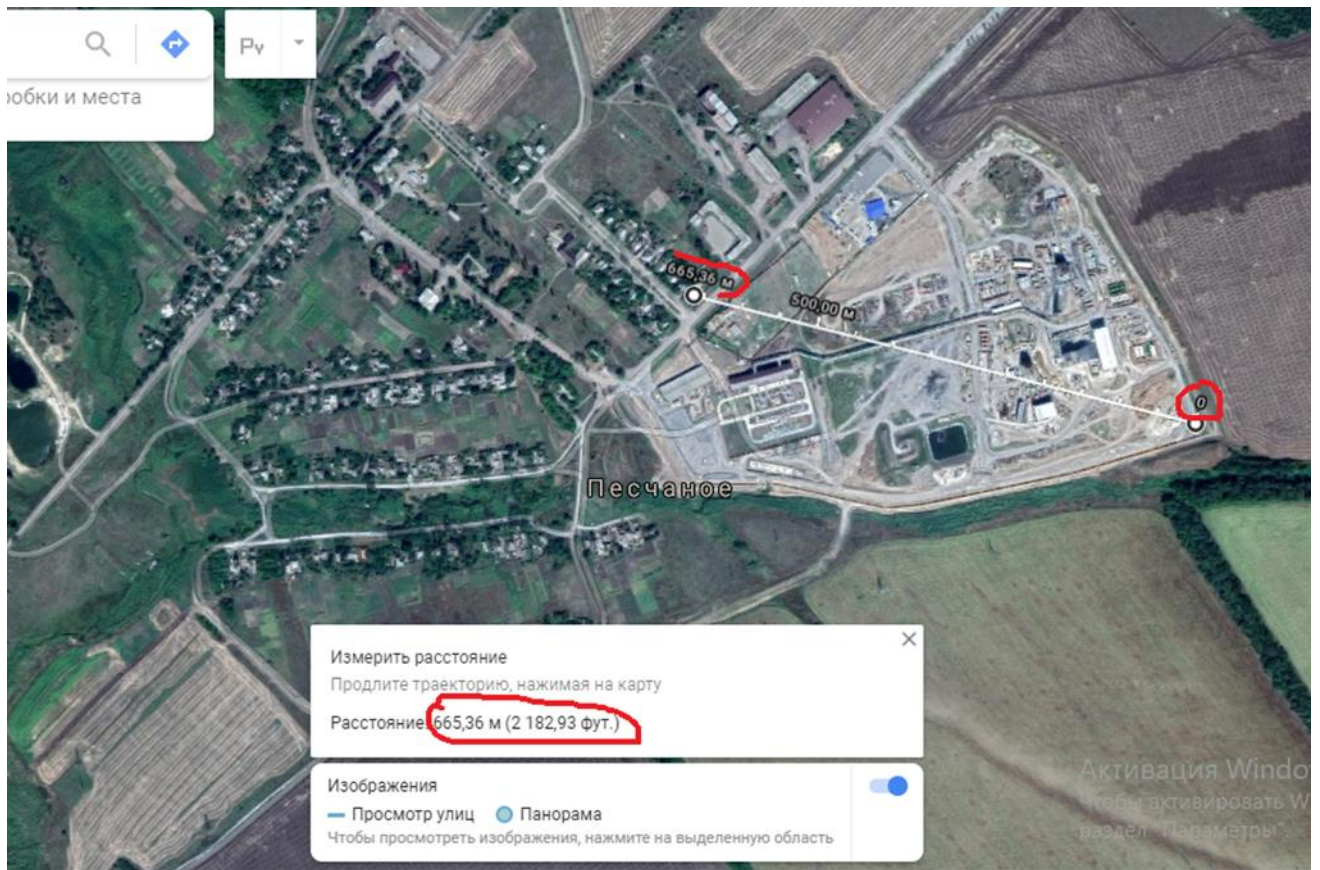 Ру
робки и места
665,36 м
500,00 м
0
Песчаное
Измерить расстояние
Продлите траекторию, нажимая на карту
Расстояние: 665,36 м (2 182,93 фут.)
Изображения
Просмотр улиц
Панорама
Чтобы просмотреть изображения, нажмите на выделенную область
Активация Windo
Чтобы активировать W
раздел "Параметры".